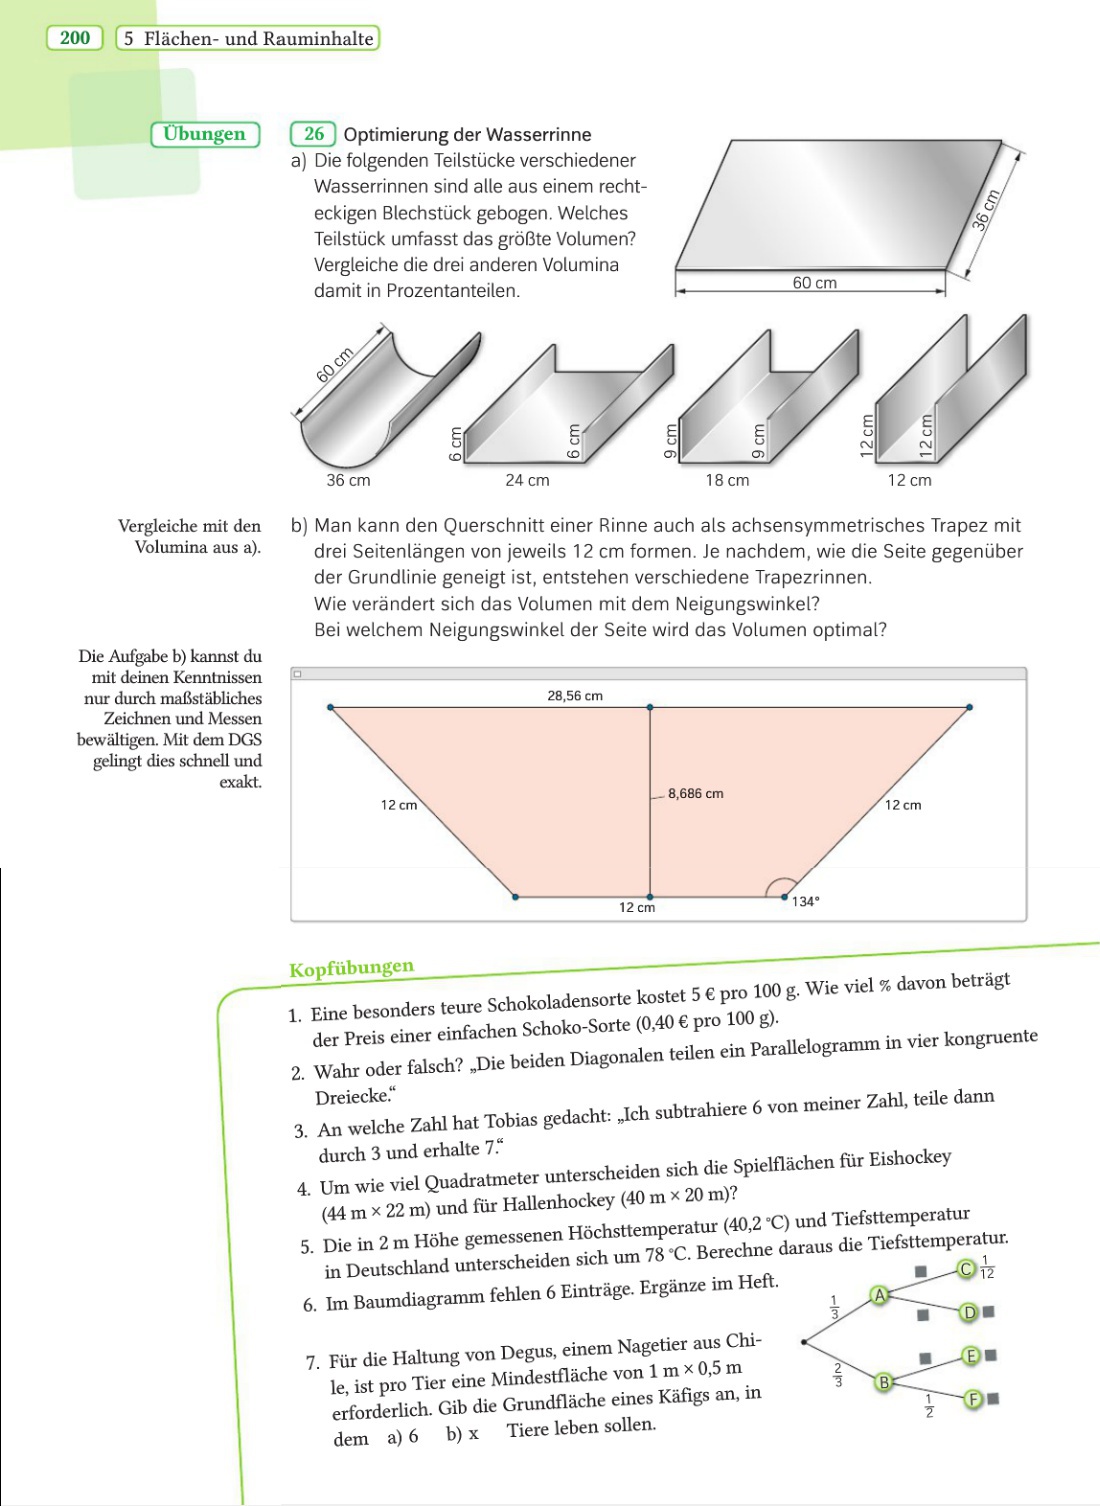 200
5 Flächen- und Rauminhalte
Übungen
26 Optimierung der Wasserrinne
a) Die folgenden Teilstücke verschiedener
Wasserrinnen sind alle aus einem recht-
eckigen Blechstück gebogen. Welches
Teilstück umfasst das größte Volumen?
Vergleiche die drei anderen Volumina
damit in Prozentanteilen.
36 cm
60 cm
60 cm
36 cm
6 cm
6 cm
24 cm
9 cm
9 cm
18 cm
12 cm
12 cm
12 cm
Vergleiche mit den
Volumina aus a).
b) Man kann den Querschnitt einer Rinne auch als achsensymmetrisches Trapez mit
drei Seitenlängen von jeweils 12 cm formen. Je nachdem, wie die Seite gegenüber
der Grundlinie geneigt ist, entstehen verschiedene Trapezrinnen.
Wie verändert sich das Volumen mit dem Neigungswinkel?
Bei welchem Neigungswinkel der Seite wird das Volumen optimal?
Die Aufgabe b) kannst du
mit deinen Kenntnissen
nur durch maßstäbliches
Zeichnen und Messen
bewältigen. Mit dem DGS
gelingt dies schnell und
exakt.
28,56 cm
8,686 cm
12 cm
12 cm
12 cm
134°
Kopfübungen
1. Eine besonders teure Schokoladensorte kostet 5 € pro 100 g. Wie viel % davon beträgt
der Preis einer einfachen Schoko-Sorte (0,40 € pro 100 g).
2. Wahr oder falsch? „Die beiden Diagonalen teilen ein Parallelogramm in vier kongruente
Dreiecke.“
3. An welche Zahl hat Tobias gedacht: „Ich subtrahiere 6 von meiner Zahl, teile dann
durch 3 und erhalte 7.“
4. Um wie viel Quadratmeter unterscheiden sich die Spielflächen für Eishockey
(44 m × 22 m) und für Hallenhockey (40 m × 20 m)?
5. Die in 2 m Höhe gemessenen Höchsttemperatur (40,2 °C) und Tiefsttemperatur
in Deutschland unterscheiden sich um 78 °C. Berechne daraus die Tiefsttemperatur.
6. Im Baumdiagramm fehlen 6 Einträge. Ergänze im Heft.
1/3
A
C 1/12
D
2/3
B
E
1/2
F
7. Für die Haltung von Degus, einem Nagetier aus Chi-
le, ist pro Tier eine Mindestfläche von 1 m × 0,5 m
erforderlich. Gib die Grundfläche eines Käfigs an, in
dem a) 6 b) x Tiere leben sollen.